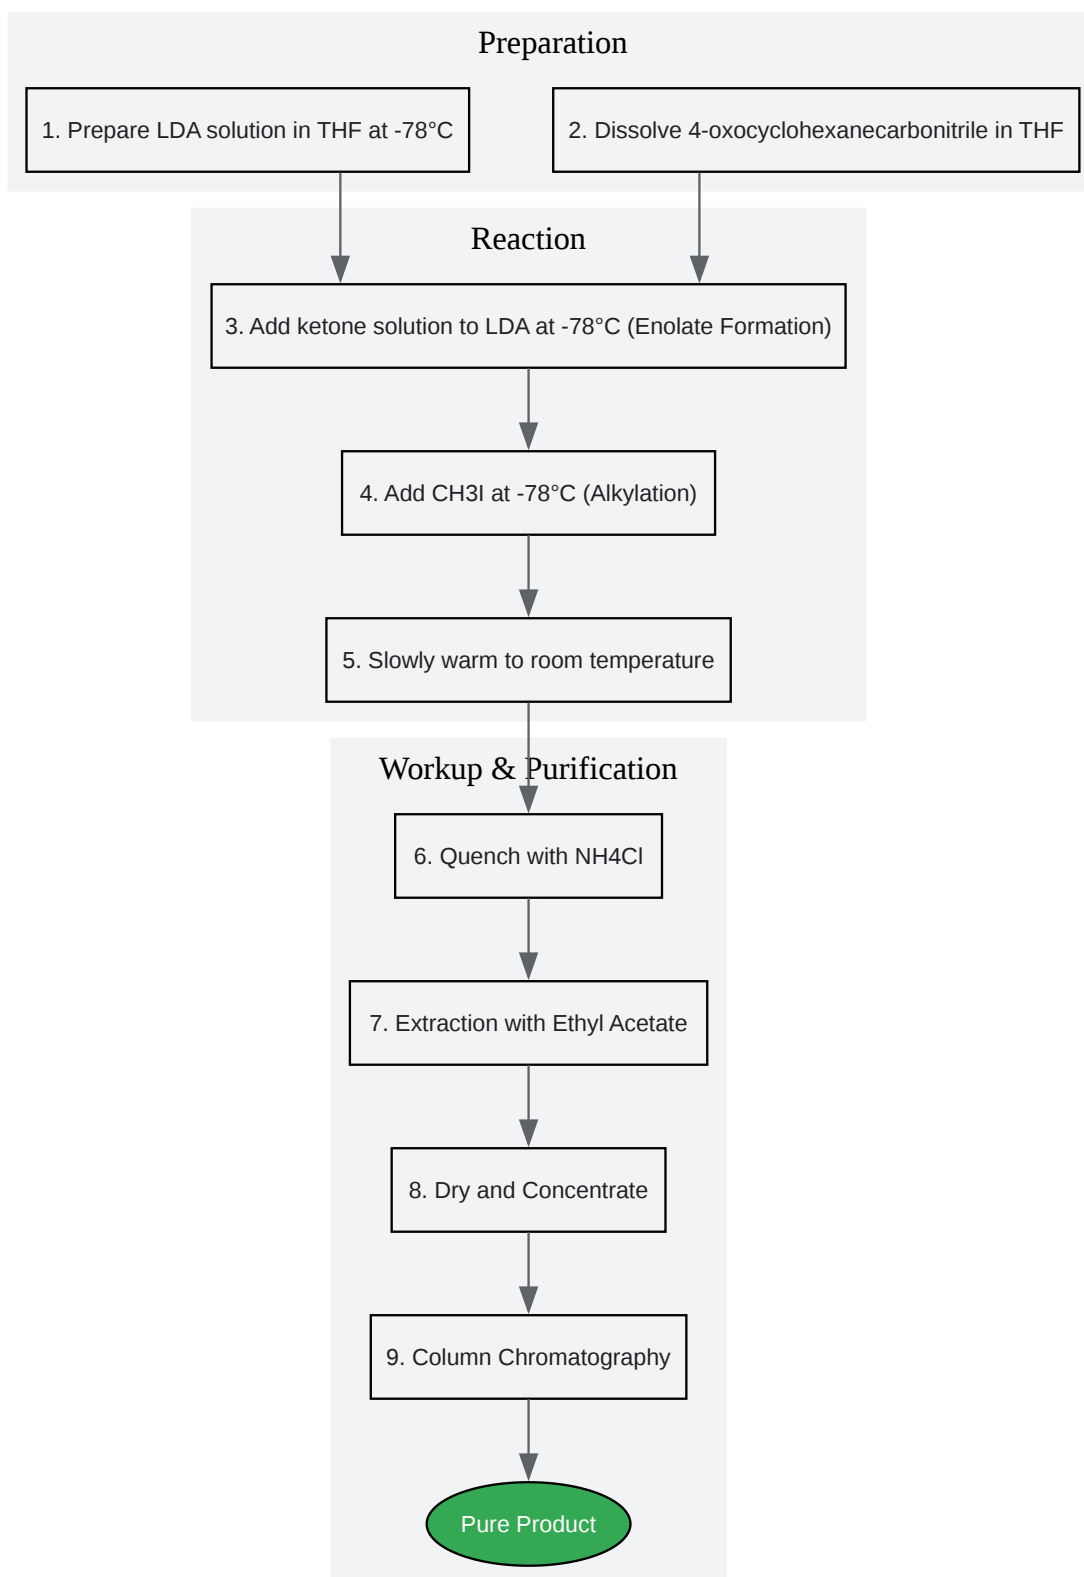 Preparation
1. Prepare LDA solution in THF at -78°C
2. Dissolve 4-oxocyclohexanecarbonitrile in THF
Reaction
3. Add ketone solution to LDA at -78°C (Enolate Formation)
4. Add CH3I at -78°C (Alkylation)
5. Slowly warm to room temperature
Workup & Purification
6. Quench with NH4Cl
7. Extraction with Ethyl Acetate
8. Dry and Concentrate
9. Column Chromatography
Pure Product